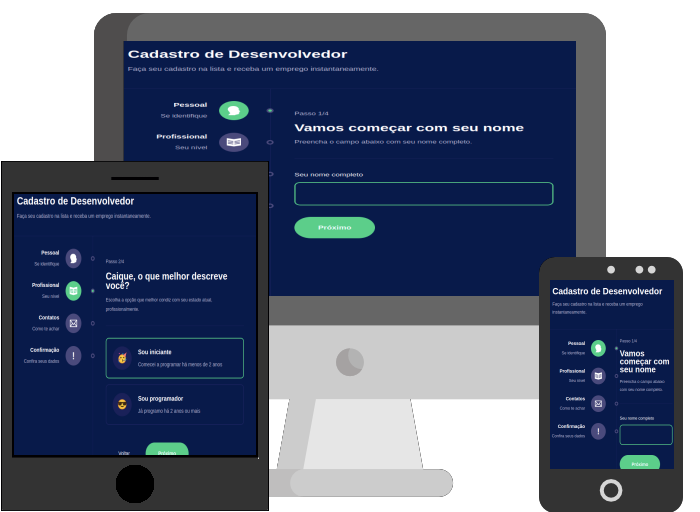 Cadastro de Desenvolvedor
Faça seu cadastro na lista e receba um emprego instantaneamente.
Pessoal
Se identifique
Profissional
Seu nível
Passo 1/4
Vamos começar com seu nome
Preencha o campo abaixo com seu nome completo.
Seu nome completo
Próximo
Cadastro de Desenvolvedor
Faça seu cadastro na lista e receba um emprego instantaneamente.
Pessoal
Se identifique
Profissional
Seu nível
Contatos
Como te achar
Confirmação
Confira seus dados
Passo 2/4
Caique, o que melhor descreve
você?
Escolha a opção que melhor condiz com seu estado atual,
profissionalmente.
Sou iniciante
Comecei a programar há menos de 2 anos
Sou programador
Já programo há 2 anos ou mais
Voltar
Próximo
Cadastro de Desenvolvedor
Faça seu cadastro na lista e receba um emprego
instantaneamente.
Pessoal
Se identifique
Profissional
Seu nível
Contatos
Como te achar
Confirmação
Confira seus dados
Passo 1/4
Vamos
começar com
seu nome
Preencha o campo abaixo
com seu nome completo.
Seu nome completo
Próximo